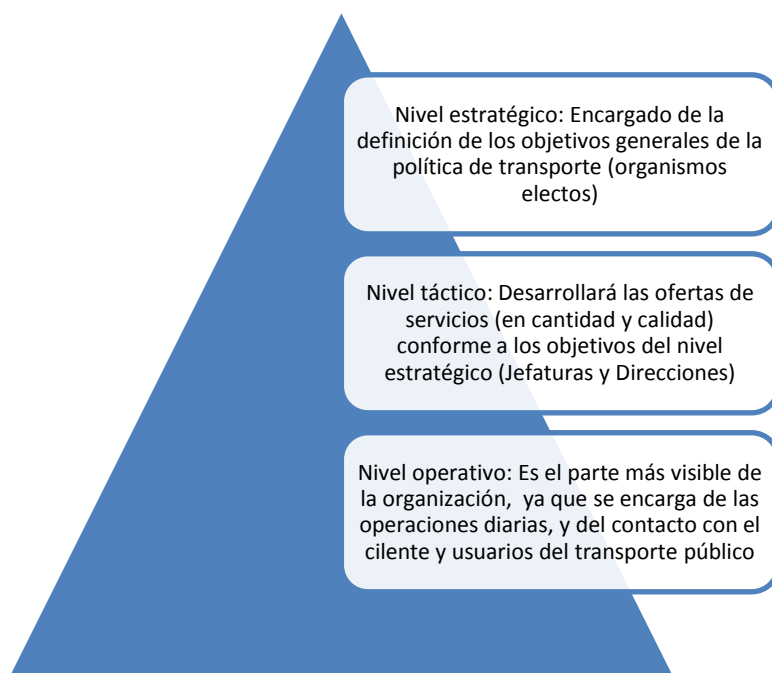 Nivel estratégico: Encargado de la
definición de los objetivos generales de la
política de transporte (organismos
electos)
Nivel táctico: Desarrollará las ofertas de
servicios (en cantidad y calidad)
conforme a los objetivos del nivel
estratégico (Jefaturas y Direcciones)
Nivel operativo: Es el parte más visible de
la organización, ya que se encarga de las
operaciones diarias, y del contacto con el
cilente y usuarios del transporte público